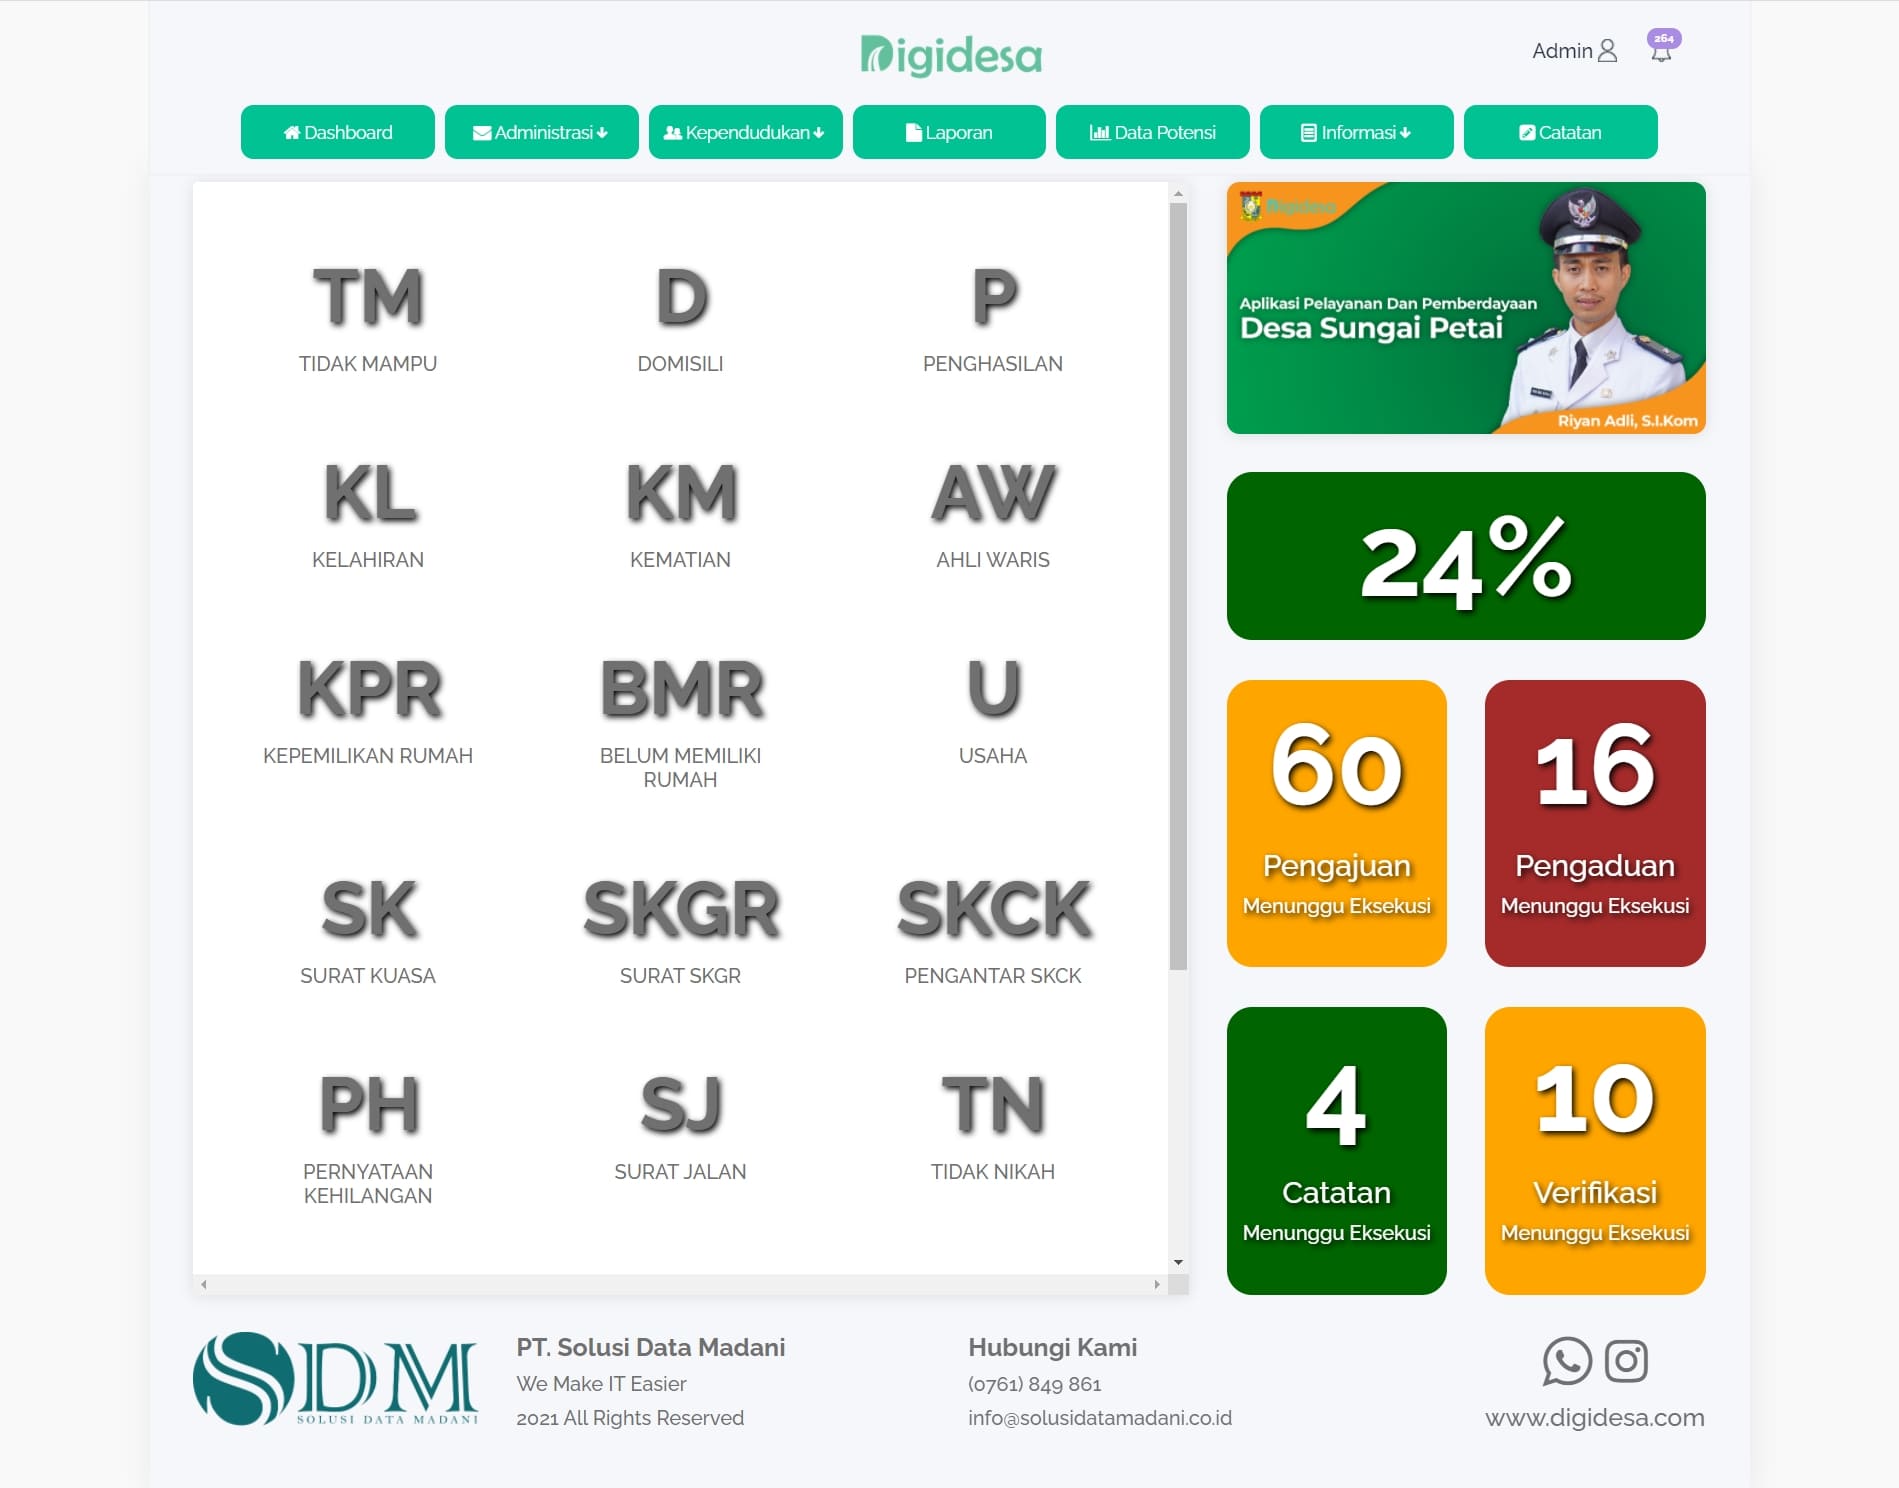 Digidesa
Admin
264
Dashboard
Administrasi
Kependudukan
Laporan
Data Potensi
Informasi
Catatan
TM
TIDAK MAMPU
D
DOMISILI
P
PENGHASILAN
KL
KELAHIRAN
KM
KEMATIAN
AW
AHLI WARIS
KPR
KEPEMILIKAN RUMAH
BMR
BELUM MEMILIKI
RUMAH
U
USAHA
SK
SURAT KUASA
SKGR
SURAT SKGR
SKCK
PENGANTAR SKCK
PH
PERNYATAAN
KEHILANGAN
SJ
SURAT JALAN
TN
TIDAK NIKAH
Digidesa
Aplikasi Pelayanan Dan Pemberdayaan
Desa Sungai Petai
Riyan Adli, S.I.Kom
24%
60
Pengajuan
Menunggu Eksekusi
16
Pengaduan
Menunggu Eksekusi
4
Catatan
Menunggu Eksekusi
10
Verifikasi
Menunggu Eksekusi
SDM
SOLUSI DATA MADANI
PT. Solusi Data Madani
We Make IT Easier
2021 All Rights Reserved
Hubungi Kami
(0761) 849 861
info@solusidatamadani.co.id
www.digidesa.com